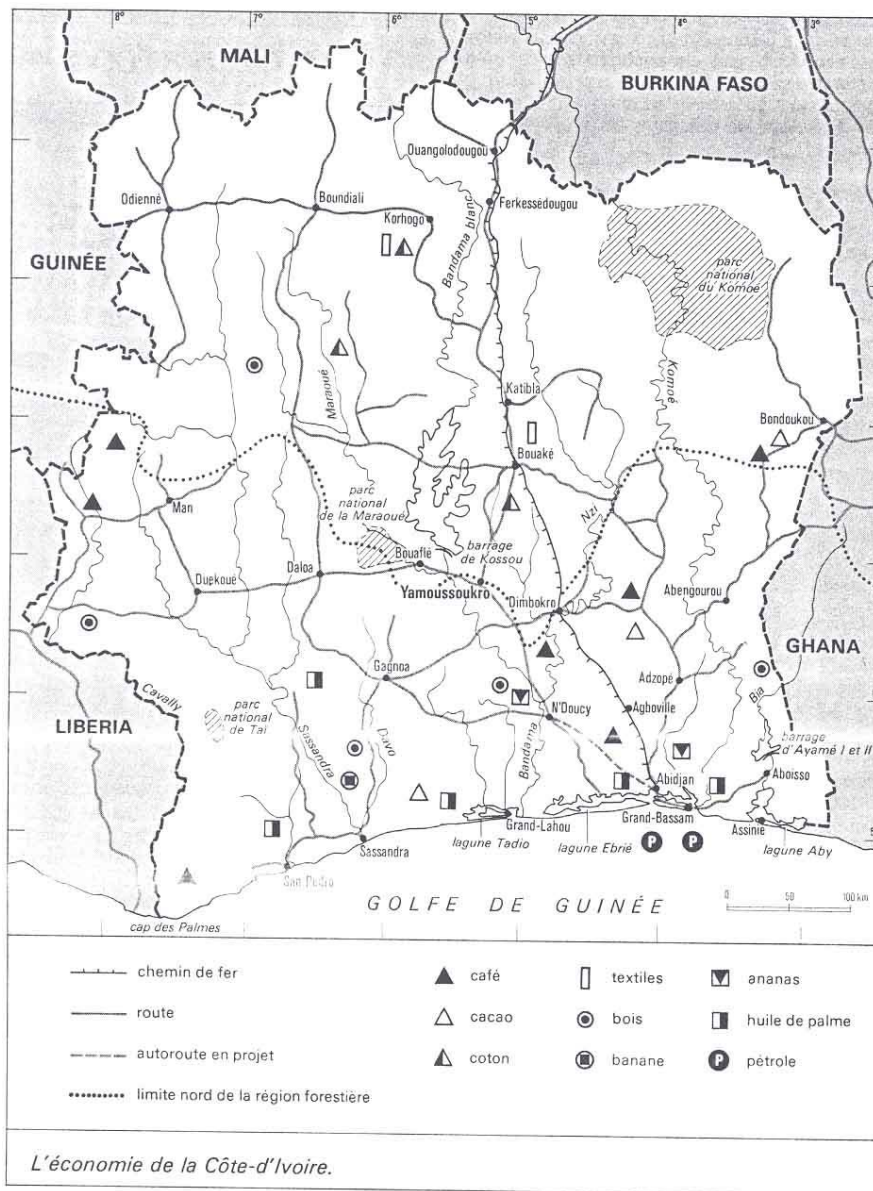 8°
7°
6°
5°
4°
3°
MALI
BURKINA FASO
Ouangolodougou
Odienné
Boundiali
Korhogo
Bandama blanc
Ferkessédougou
GUINÉE
parc
national
du Komoé
Maraoué
Komoé
Katibla
Bondoukou
Bouaké
Man
parc
national
de la Maraoué
Nzi
Bouaflé
barrage
de Kossou
Duékoué
Daloa
Yamoussoukro
Dimbokro
Abengourou
GHANA
Gagnoa
Adzopé
Bia
Cavally
LIBERIA
parc
national
de Taï
Sassandra
Davo
Bandama
N'Doucy
Agboville
barrage
d'Ayamé I et II
Abidjan
Aboisso
Grand-Lahou
Grand-Bassam
Assinie
5°
Sassandra
lagune Tadio
lagune Ebrié
P
P
lagune Aby
San Pedro
GOLFE DE GUINÉE
0 50 100 km
cap des Palmes
chemin de fer
café
textiles
ananas
route
cacao
bois
huile de palme
autoroute en projet
coton
banane
P pétrole
limite nord de la région forestière
L'économie de la Côte-d'Ivoire.